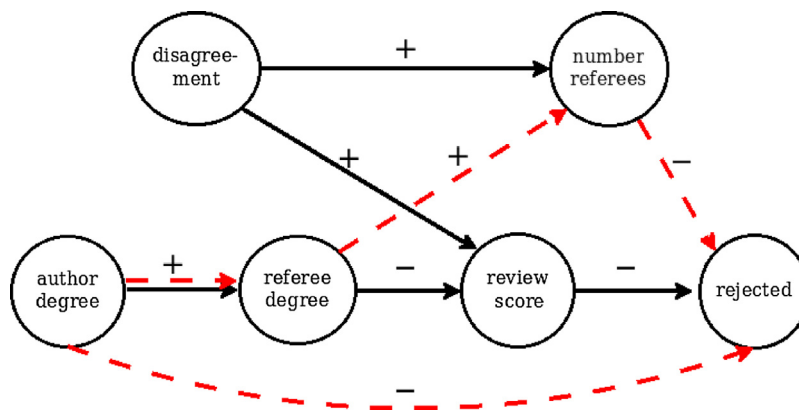 disagree-
ment
+
number
referees
+
+
−
author
degree
+
referee
degree
−
review
score
−
rejected
−